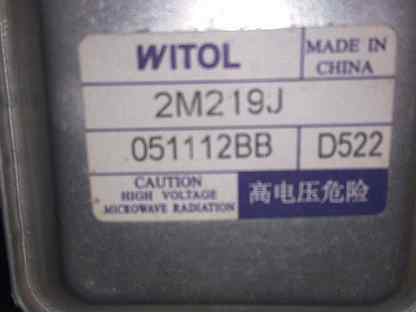 WITOL
MADE IN
CHINA
2M219J
051112BB D522
CAUTION
HIGH VOLTAGE
MICROWAVE RADIATION
高电压危险